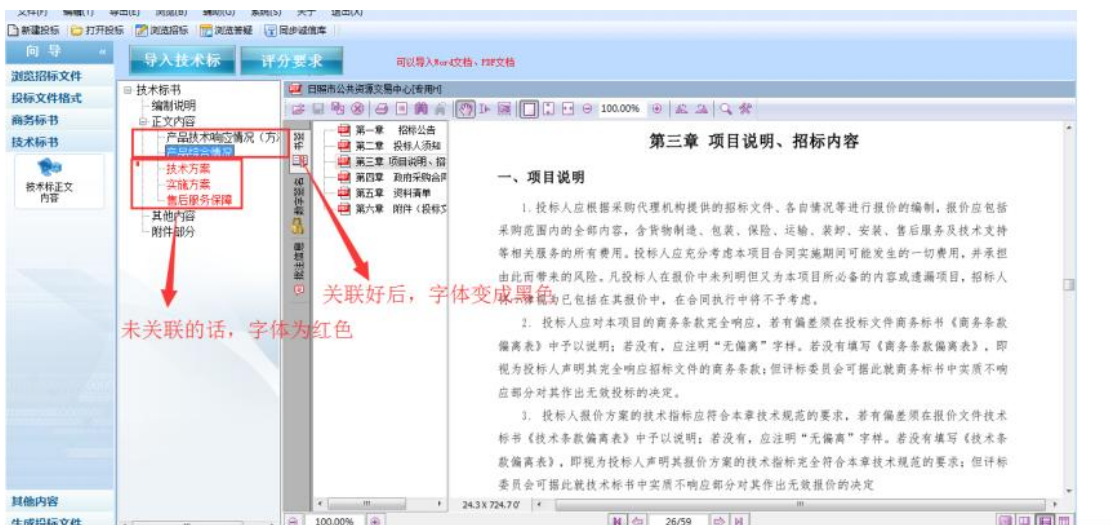 新建投标 打开投标 浏览招标 浏览答疑 同步诚信库
向 导 «
导入技术标 评分要求
可以导入Word文档、PDF文档
浏览招标文件
投标文件格式
商务标书
技术标书
技术标正文
内容
其他内容
生成投标文件
技术标书
编制说明
正文内容
产品技术响应情况（方
产品综合情况
技术方案
实施方案
售后服务保障
其他内容
附件部分
未关联的话，字体为红色
关联好后，字体变成黑色
日照市公共资源交易中心[专用H]
100.00%
书签
数字签名
批注信息
第一章 招标公告
第二章 投标人须知
第三章 项目说明、招
第四章 政府采购合同
第五章 资料清单
第六章 附件（投标文
第三章 项目说明、招标内容
一、项目说明
1. 投标人应根据采购代理机构提供的招标文件、各自情况等进行报价的编制，报价应包括
采购范围内的全部内容，含货物制造、包装、保险、运输、装卸、安装、售后服务及技术支持
等相关服务的所有费用。投标人应充分考虑本项目合同实施期间可能发生的一切费用，并承担
由此而带来的风险。凡投标人在报价中未列明但又为本项目所必备的内容或遗漏项目，招标人
视为已包括在其报价中，在合同执行中将不予考虑。
2. 投标人应对本项目的商务条款完全响应，若有偏差须在投标文件商务标书《商务条款
偏离表》中予以说明；若没有，应注明“无偏离”字样。若没有填写《商务条款偏离表》，即
视为投标人声明其完全响应招标文件的商务条款；但评标委员会可据此就商务标书中实质不响
应部分对其作出无效投标的决定。
3. 投标人报价方案的技术指标应符合本章技术规范的要求，若有偏差须在报价文件技术
标书《技术条款偏离表》中予以说明；若没有，应注明“无偏离”字样。若没有填写《技术条
款偏离表》，即视为投标人声明其报价方案的技术指标完全符合本章技术规范的要求；但评标
委员会可据此就技术标书中实质不响应部分对其作出无效报价的决定
24.3 X 724.7 0'
100.00%
26/59